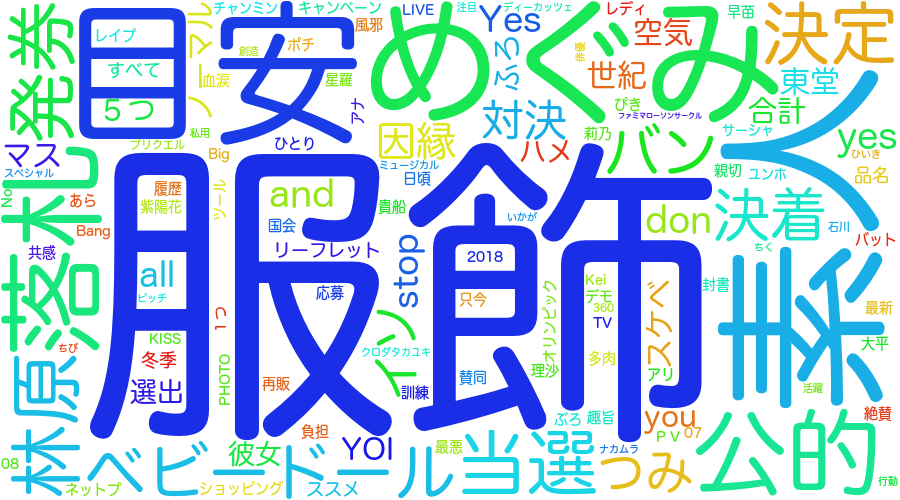 チャンミン
キャンペーン
LIVE
注目
ディーカッツェ
レディ
早苗
発券
レイプ
すべて
目安
5つ
マルーノ
血涙
ポチ
創造
風邪
星羅
アナ
めぐみ
Yes
ふろ
俳優
空気
世紀
決定
東堂
合計
yes
対決
因縁
ハメ
ぴき
ファミマローソンサークル
莉乃
バン
サーシャ
私用
プリクエル
Big
ひとり
ミュージカル
日頃
親切
ユンホ
ひいき
品名
人
マス
スペシャル
No
あら
落札
履歴
紫陽花
ツール
and
貴船
服飾
いかが
don
決着
石川
バット
Bang
共感
国会
リーフレット
stop
2018
ちく
素
all
ピッチ
応募
1つ
只今
Kei
デモ
360
スケベ
封書
最新
KISS
ちび
冬季
PHOTO
クロダタカユキ
イン
オリンピック
TV
多肉
大平
林原
選出
再販
訓練
賛同
理沙
アリ
活躍
絶賛
負担
YOI
ぶろ
趣旨
you
公的
彼女
最悪
ナカムラ
PV
07
08
ネットプ
ベビードール
ショッピング
ススメ
当選
つみ
行動